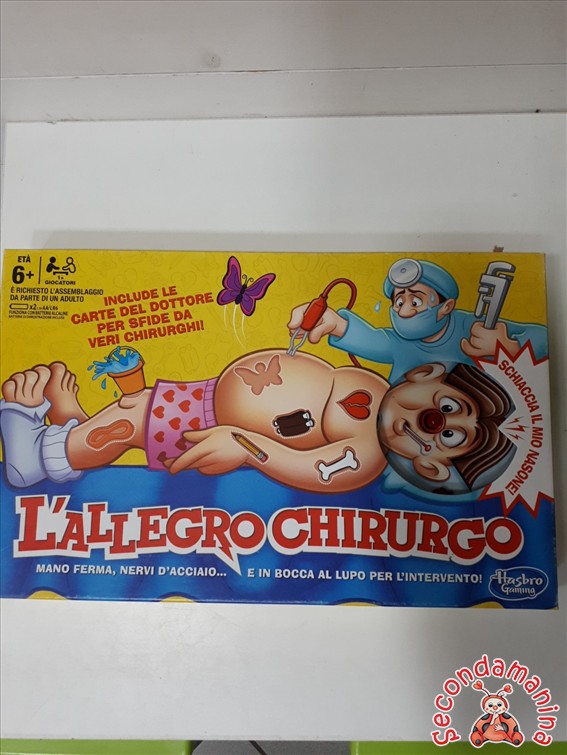 ETÀ
6+
1+
GIOCATORI
È RICHIESTO L'ASSEMBLAGGIO
DA PARTE DI UN ADULTO
INCLUDE LE
CARTE DEL DOTTORE
PER SFIDE DA
VERI CHIRURGHI!
SCHIACCIA IL MIO NASONE!
L'ALLEGRO CHIRURGO
MANO FERMA, NERVI D'ACCIAIO... E IN BOCCA AL LUPO PER L'INTERVENTO!
Hasbro
Gaming
secondamanina